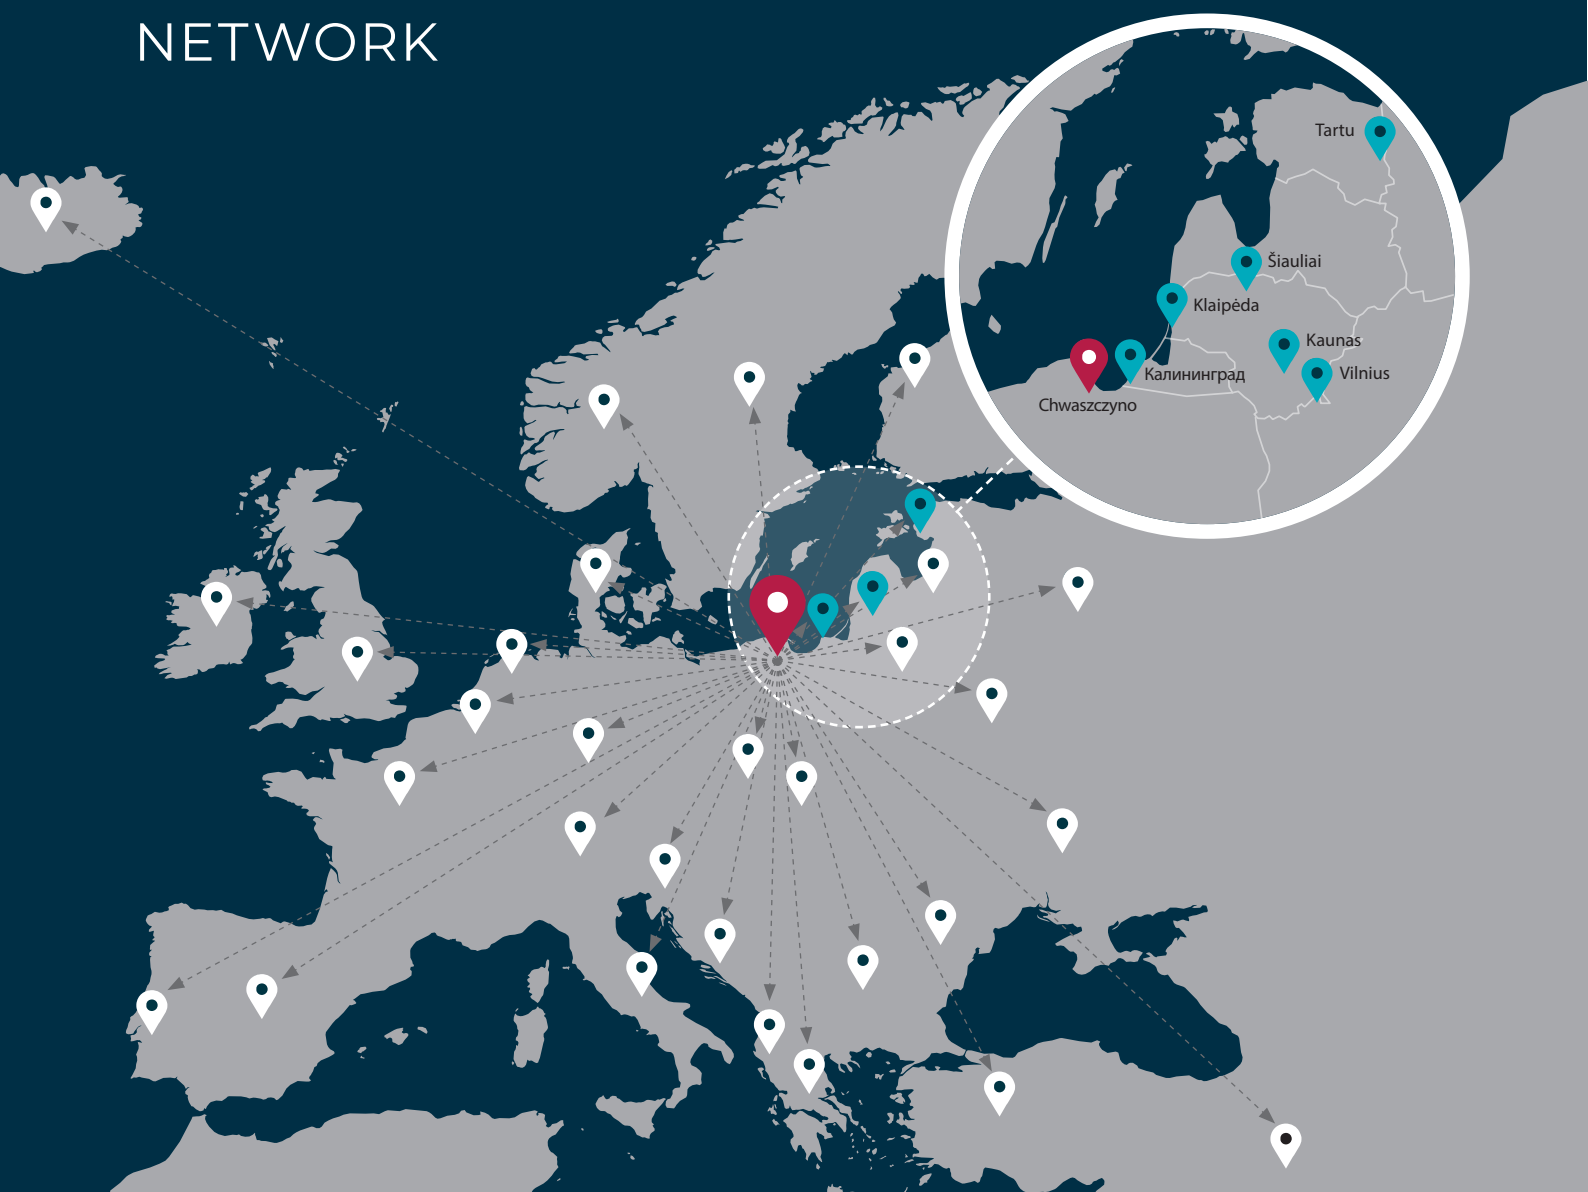 NETWORK
Tartu
Šiauliai
Klaipėda
Kaunas
Vilnius
Калининград
Chwaszczyno